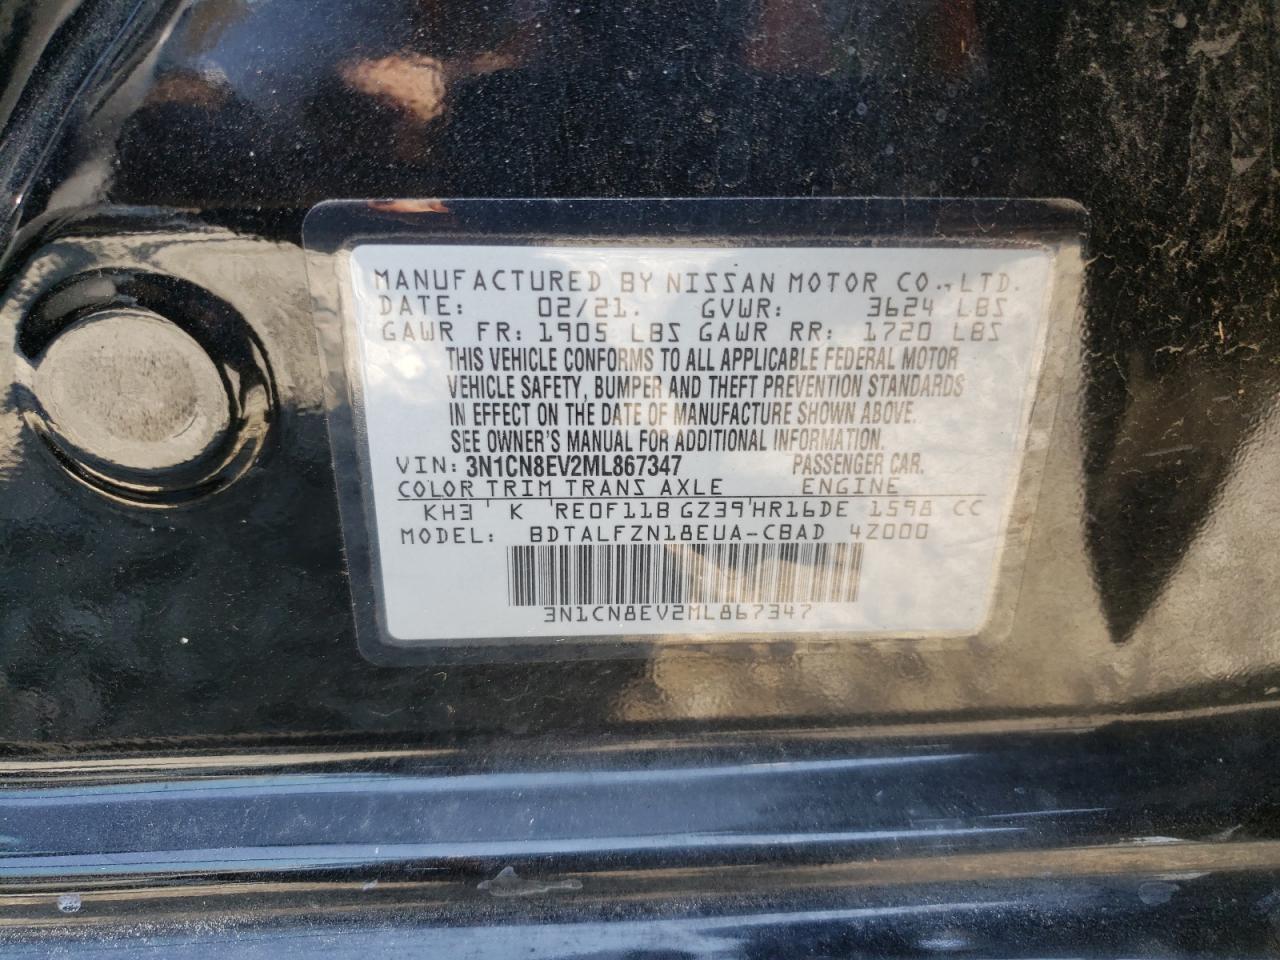 MANUFACTURED BY NISSAN MOTOR CO., LTD.
DATE: 02/21. GVWR: 3624 LBS
GAWR FR: 1905 LBS GAWR RR: 1720 LBS
THIS VEHICLE CONFORMS TO ALL APPLICABLE FEDERAL MOTOR
VEHICLE SAFETY, BUMPER AND THEFT PREVENTION STANDARDS
IN EFFECT ON THE DATE OF MANUFACTURE SHOWN ABOVE.
SEE OWNER'S MANUAL FOR ADDITIONAL INFORMATION.
VIN: 3N1CN8EV2ML867347 PASSENGER CAR.
COLOR TRIM TRANS AXLE ENGINE
KH3 ' K ' RE0F11B GZ39 ' HR16DE 1598 CC
MODEL: BDTALFZN18EUA-CBAD 4Z000
3N1CN8EV2ML867347